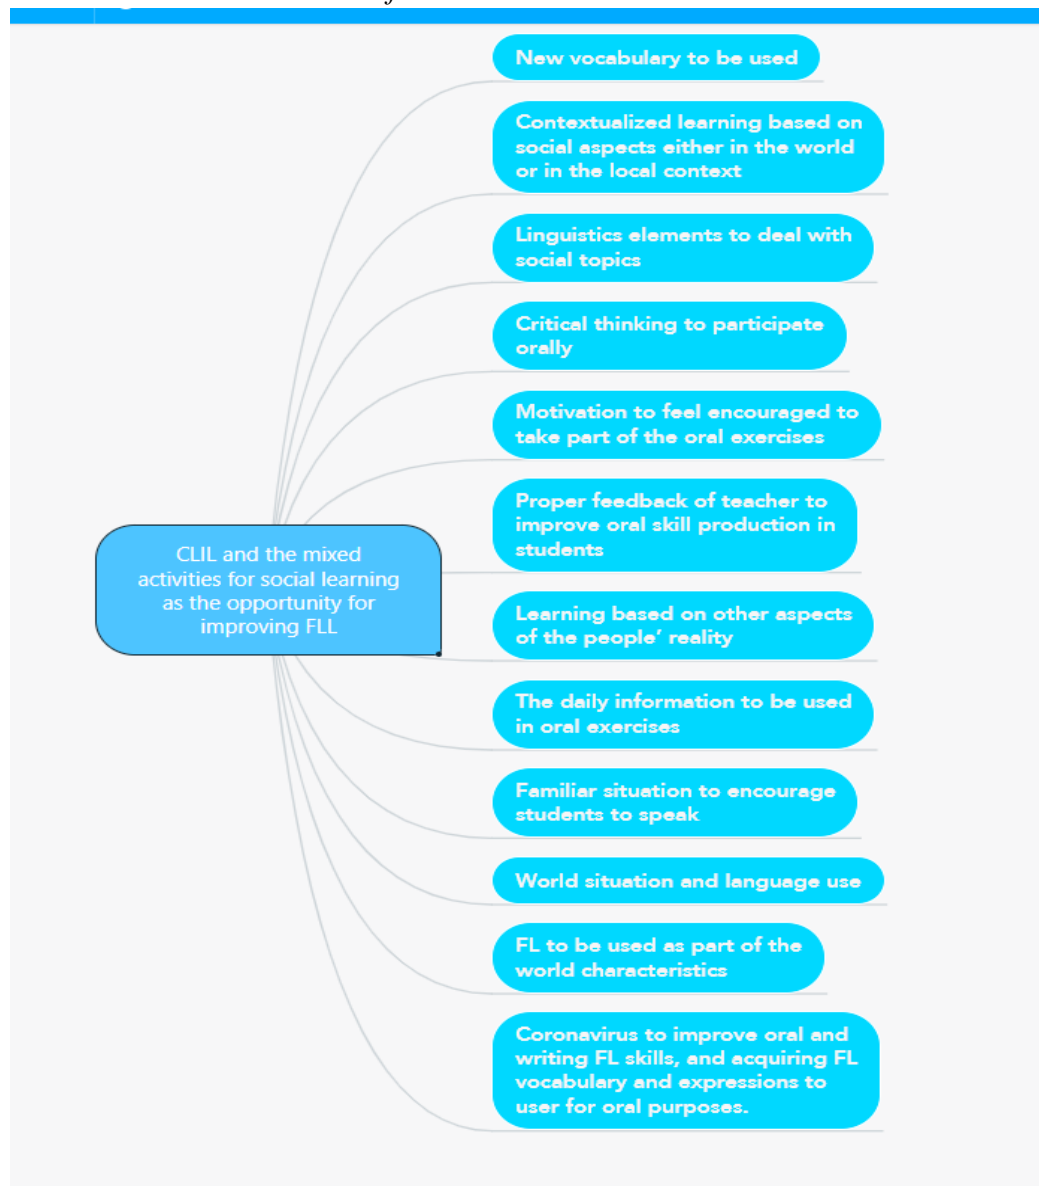 New vocabulary to be used
Contextualized learning based on
social aspects either in the world
or in the local context
Linguistics elements to deal with
social topics
Critical thinking to participate
orally
Motivation to feel encouraged to
take part of the oral exercises
Proper feedback of teacher to
improve oral skill production in
students
CLIL and the mixed
activities for social learning
as the opportunity for
improving FLL
Learning based on other aspects
of the people’ reality
The daily information to be used
in oral exercises
Familiar situation to encourage
students to speak
World situation and language use
FL to be used as part of the
world characteristics
Coronavirus to improve oral and
writing FL skills, and acquiring FL
vocabulary and expressions to
user for oral purposes.